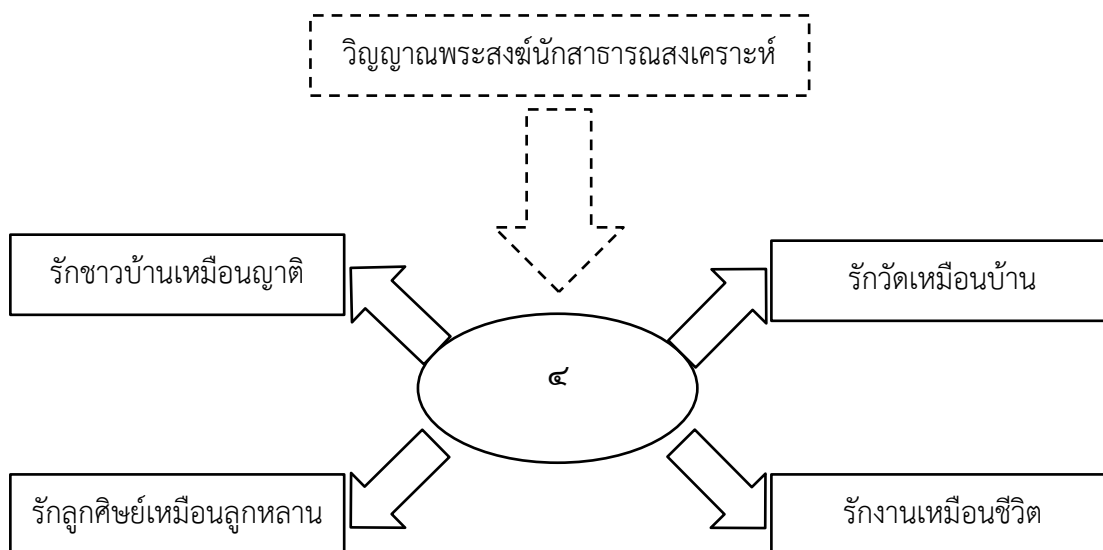 วิญญาณพระสงฆ์นักสาธารณสงเคราะห์
รักชาวบ้านเหมือนญาติ
รักวัดเหมือนบ้าน
๔
รักลูกศิษย์เหมือนลูกหลาน
รักงานเหมือนชีวิต